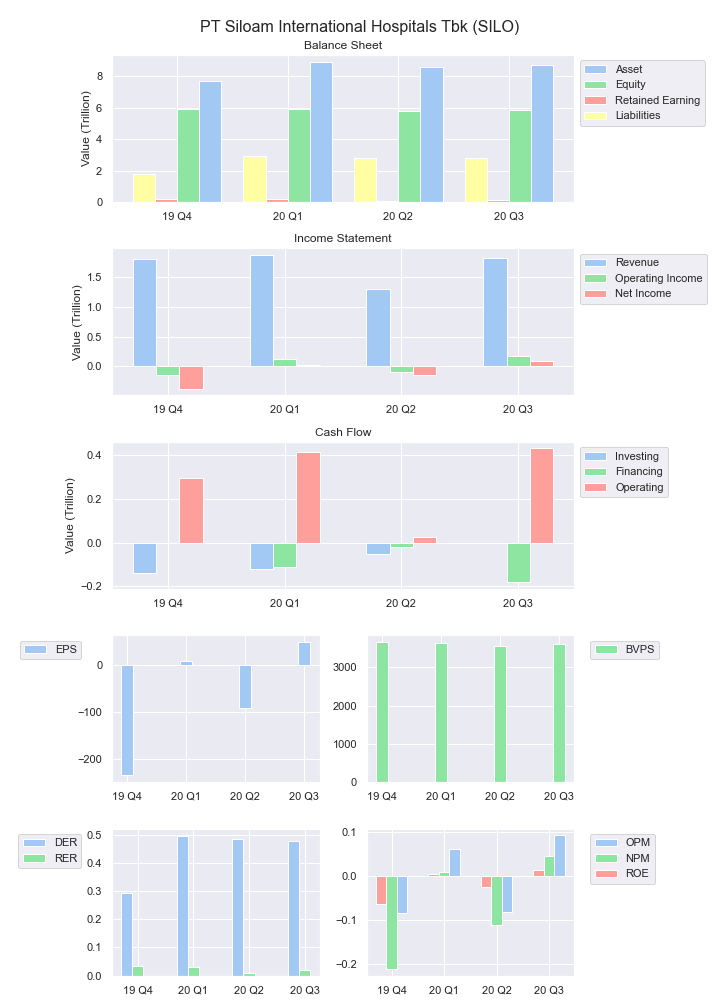 PT Siloam International Hospitals Tbk (SILO)
Balance Sheet
Value (Trillion)
8
6
4
2
0
19 Q4 20 Q1 20 Q2 20 Q3
Asset
Equity
Retained Earning
Liabilities
Income Statement
Value (Trillion)
1.5
1.0
0.5
0.0
19 Q4 20 Q1 20 Q2 20 Q3
Revenue
Operating Income
Net Income
Cash Flow
Value (Trillion)
0.4
0.2
0.0
−0.2
19 Q4 20 Q1 20 Q2 20 Q3
Investing
Financing
Operating
EPS
0
−100
−200
19 Q4 20 Q1 20 Q2 20 Q3
3000
2000
1000
0
19 Q4 20 Q1 20 Q2 20 Q3
BVPS
DER
RER
0.5
0.4
0.3
0.2
0.1
0.0
19 Q4 20 Q1 20 Q2 20 Q3
0.1
0.0
−0.1
−0.2
19 Q4 20 Q1 20 Q2 20 Q3
OPM
NPM
ROE